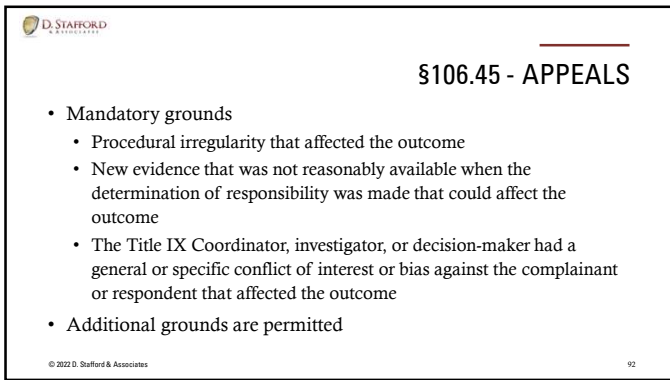 D. STAFFORD
& ASSOCIATES
§106.45 - APPEALS
• Mandatory grounds
• Procedural irregularity that affected the outcome
• New evidence that was not reasonably available when the
determination of responsibility was made that could affect the
outcome
• The Title IX Coordinator, investigator, or decision-maker had a
general or specific conflict of interest or bias against the complainant
or respondent that affected the outcome
• Additional grounds are permitted
© 2022 D. Stafford & Associates
92